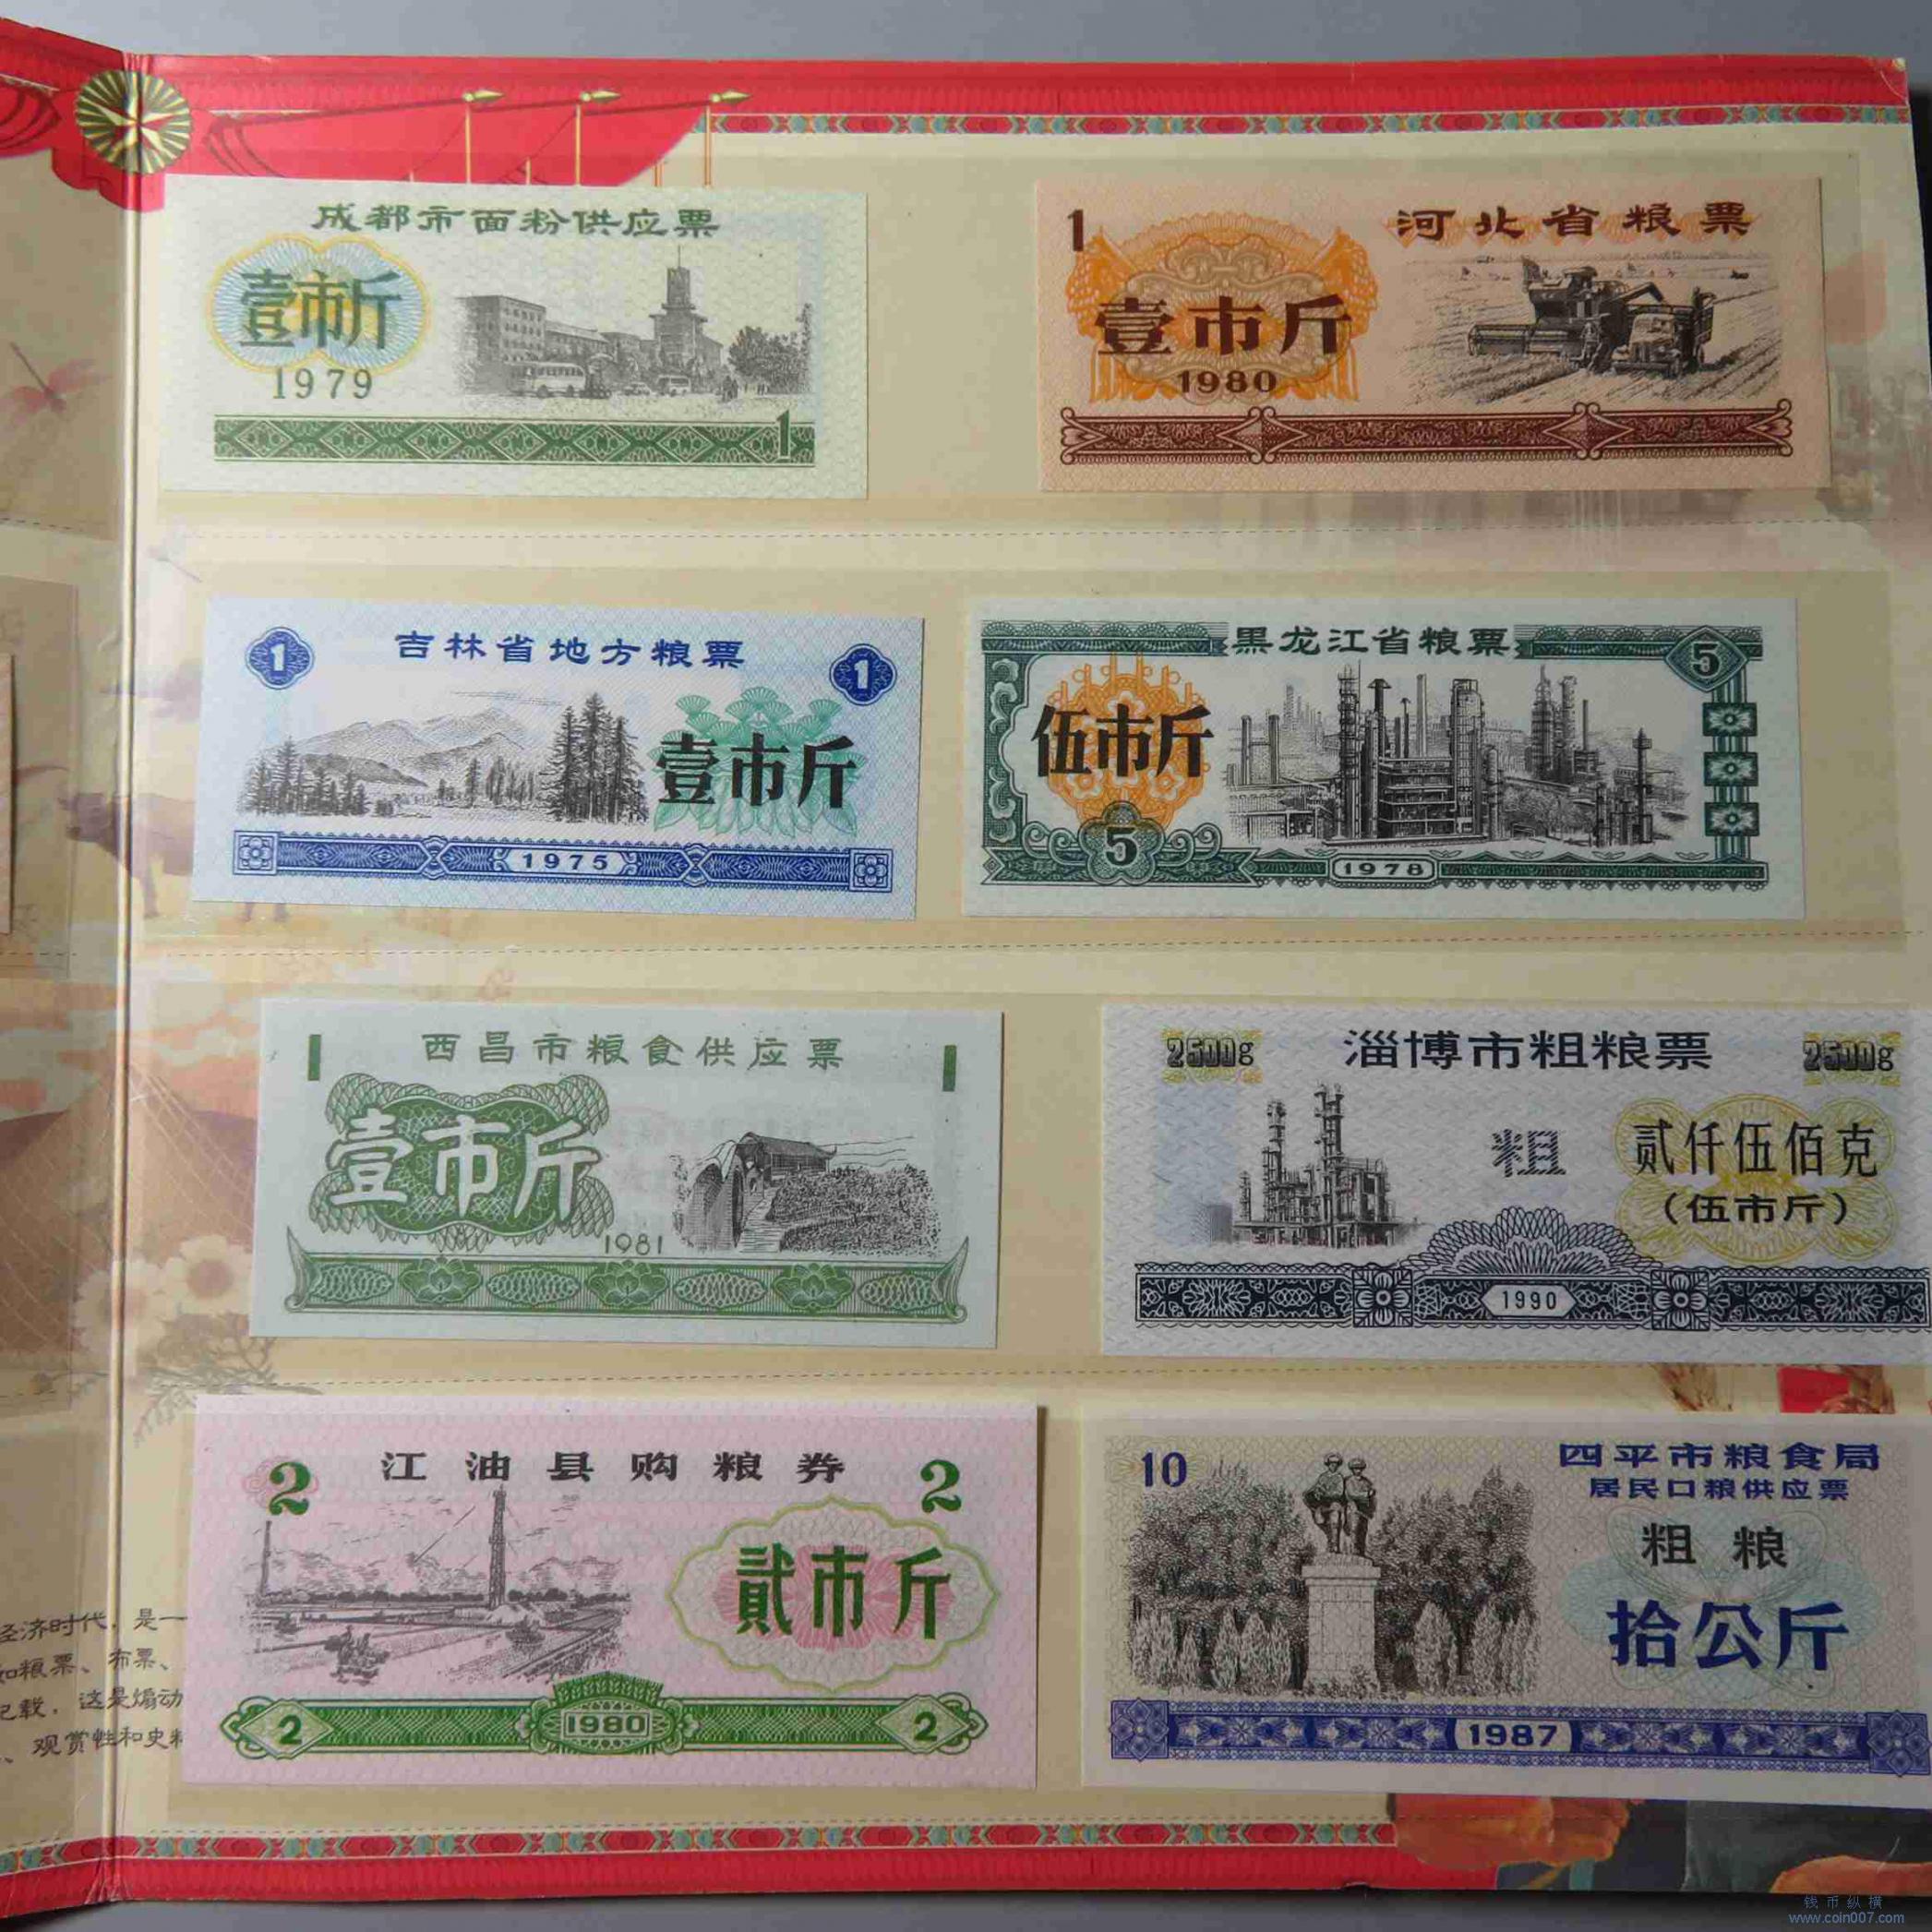 成都市面粉供应票
壹市斤
1979
1
1
河北省粮票
壹市斤
1980
1
吉林省地方粮票
1
壹市斤
1975
黑龙江省粮票
5
伍市斤
5
1978
1
西昌市粮食供应票
1
壹市斤
1981
2500g
淄博市粗粮票
2500g
粗
贰仟伍佰克
(伍市斤)
1990
2
江油县购粮券
2
贰市斤
2
1980
2
10
四平市粮食局
居民口粮供应票
粗粮
拾公斤
1987
经济时代，是一
如粮票、布票、
记载，这是煽动
、观赏性和史料
钱币纵横
www.coin007.com